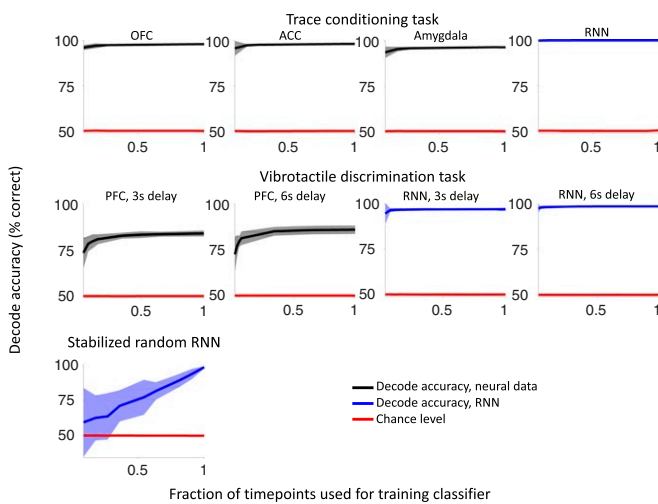 Trace conditioning task
OFC ACC Amygdala RNN
100 100 100 100
75 75 75 75
50 50 50 50
0.5 1 0.5 1 0.5 1 0.5 1
Vibrotactile discrimination task
PFC, 3s delay PFC, 6s delay RNN, 3s delay RNN, 6s delay
100 100 100 100
75 75 75 75
50 50 50 50
0.5 1 0.5 1 0.5 1 0.5 1
Decode accuracy (% correct)
Stabilized random RNN
100
75
50
0.5 1
Decode accuracy, neural data
Decode accuracy, RNN
Chance level
Fraction of timepoints used for training classifier